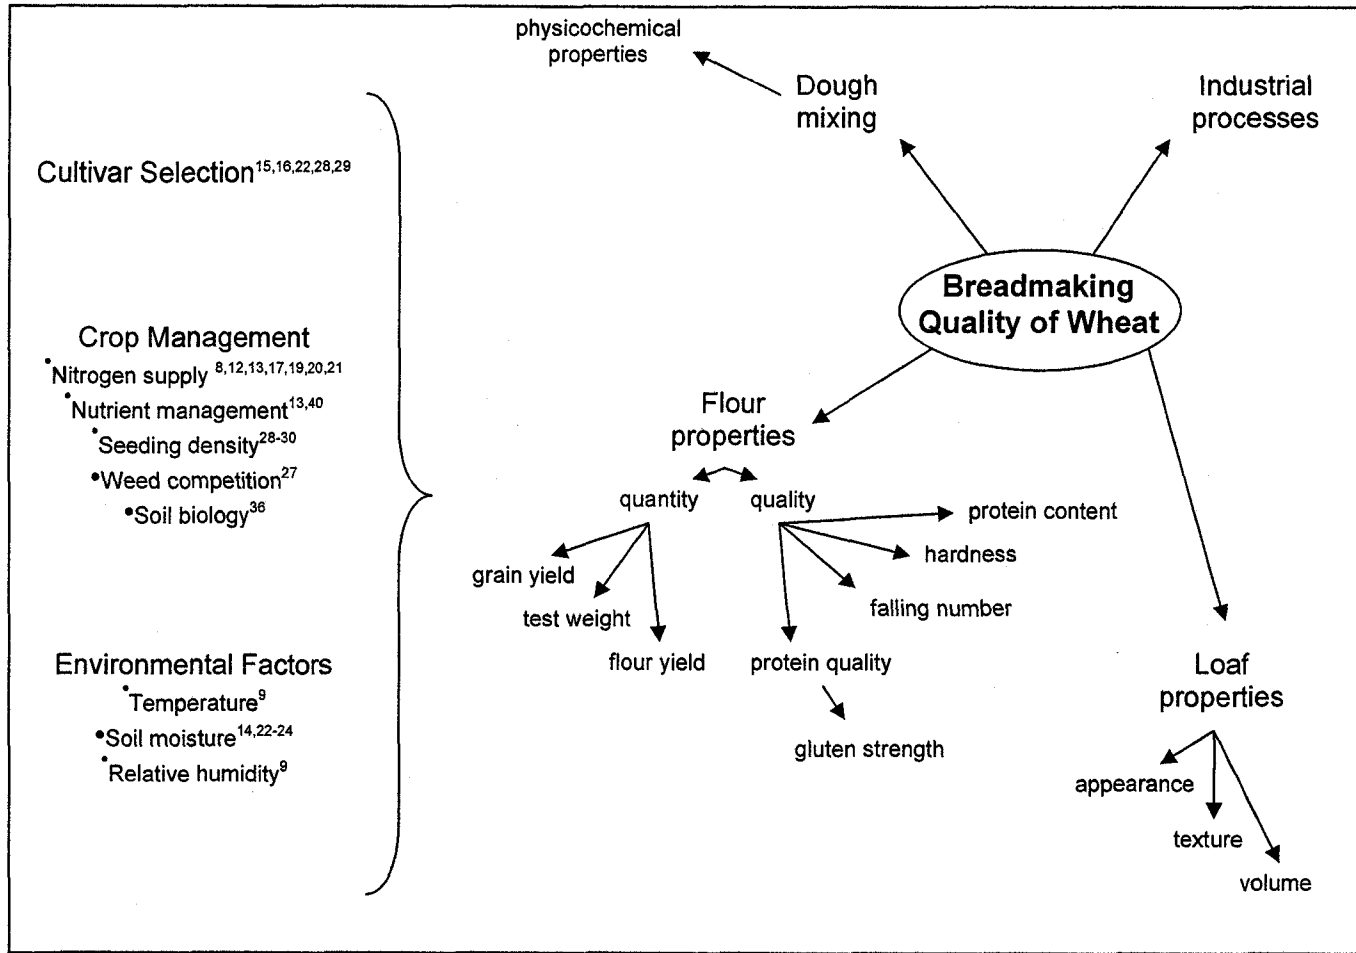 physicochemical
properties
Dough
mixing
Industrial
processes
Cultivar Selection15,16,22,28,29
Breadmaking
Quality of Wheat
Crop Management
•Nitrogen supply 8,12,13,17,19,20,21
•Nutrient management13,40
•Seeding density28-30
•Weed competition27
•Soil biology36
Flour
properties
quantity
quality
protein content
hardness
grain yield
falling number
test weight
flour yield
protein quality
gluten strength
Environmental Factors
•Temperature9
•Soil moisture14,22-24
•Relative humidity9
Loaf
properties
appearance
texture
volume